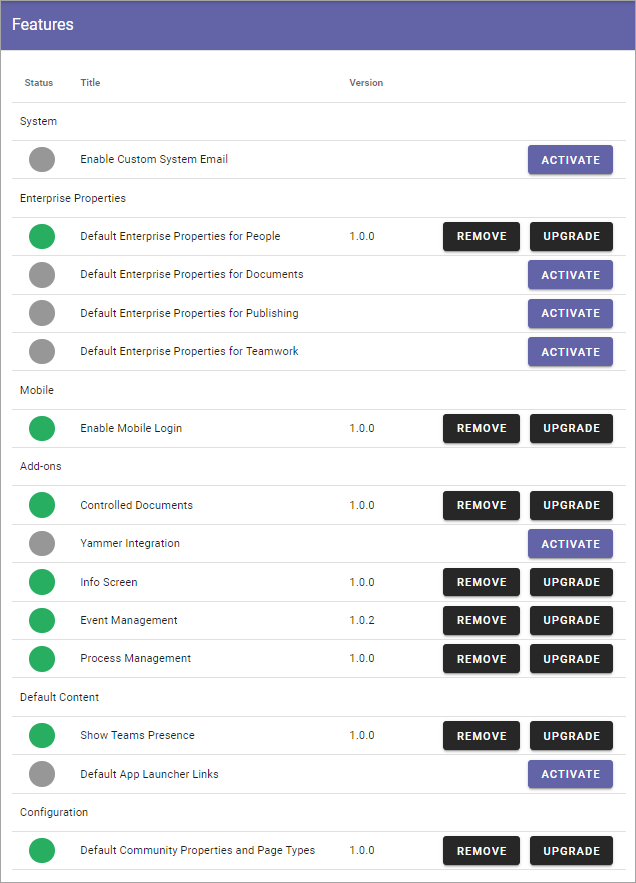 Features
Status Title Version
System
Enable Custom System Email ACTIVATE
Enterprise Properties
Default Enterprise Properties for People 1.0.0 REMOVE UPGRADE
Default Enterprise Properties for Documents ACTIVATE
Default Enterprise Properties for Publishing ACTIVATE
Default Enterprise Properties for Teamwork ACTIVATE
Mobile
Enable Mobile Login 1.0.0 REMOVE UPGRADE
Add-ons
Controlled Documents 1.0.0 REMOVE UPGRADE
Yammer Integration ACTIVATE
Info Screen 1.0.0 REMOVE UPGRADE
Event Management 1.0.2 REMOVE UPGRADE
Process Management 1.0.0 REMOVE UPGRADE
Default Content
Show Teams Presence 1.0.0 REMOVE UPGRADE
Default App Launcher Links ACTIVATE
Configuration
Default Community Properties and Page Types 1.0.0 REMOVE UPGRADE